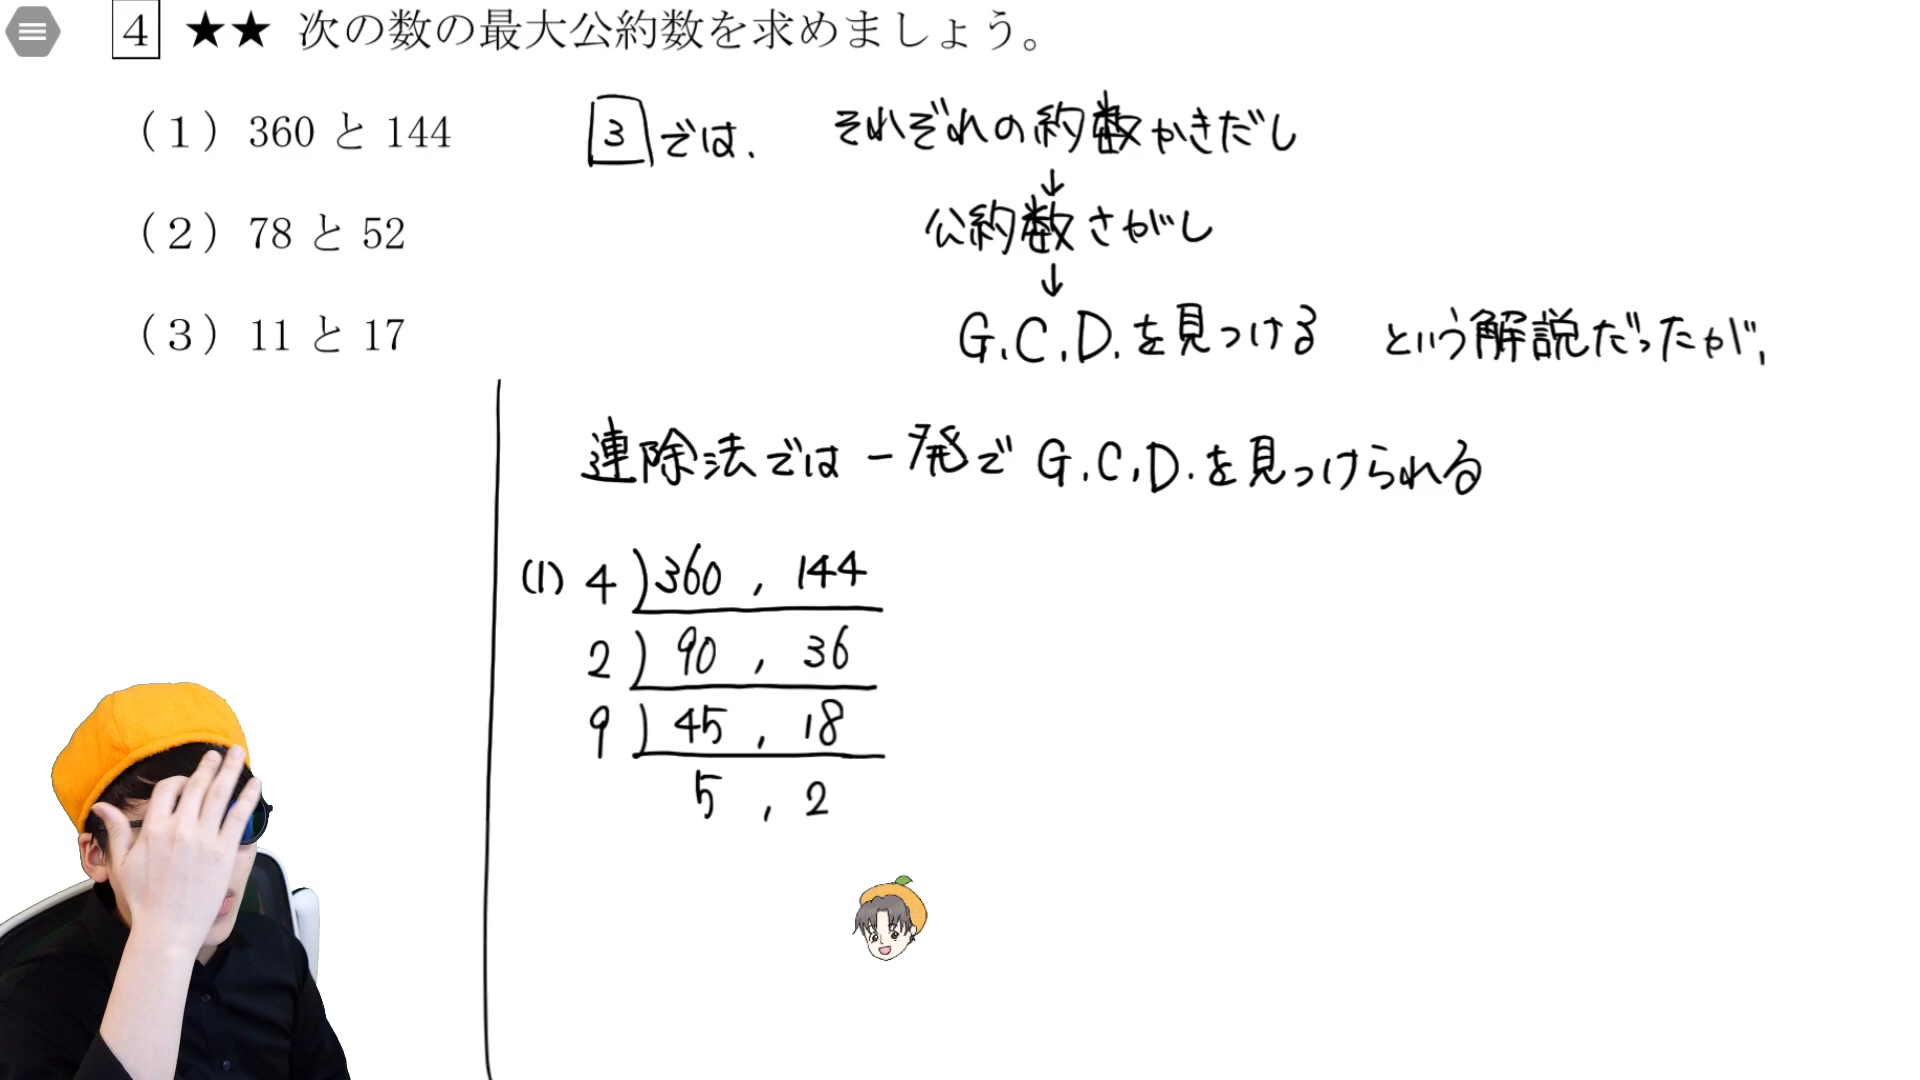 4 ★★ 次の数の最大公約数を求めましょう。
（1）360 と 144
（2）78 と 52
（3）11 と 17
3 では. それぞれの約数かきだし
↓
公約数さがし
↓
G.C.D.を見つける という解説だったが、
連除法では一発で G.C.D.を見つけられる
(1) 4)360 , 144
2) 90 , 36
9) 45 , 18
5 , 2